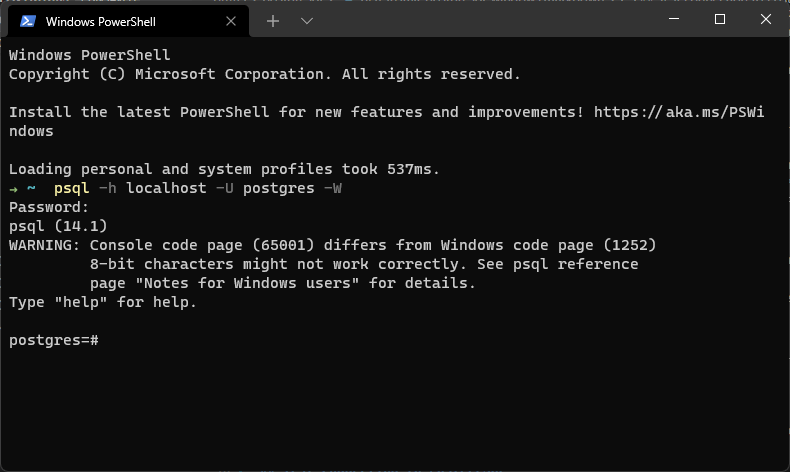 Windows PowerShell
Windows PowerShell
Copyright (C) Microsoft Corporation. All rights reserved.
Install the latest PowerShell for new features and improvements! https://aka.ms/PSWi
ndows
Loading personal and system profiles took 537ms.
→ ~ psql -h localhost -U postgres -W
Password:
psql (14.1)
WARNING: Console code page (65001) differs from Windows code page (1252)
8-bit characters might not work correctly. See psql reference
page "Notes for Windows users" for details.
Type "help" for help.
postgres=#